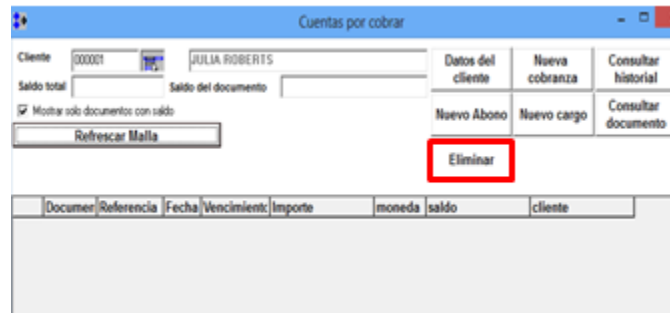 Cuentas por cobrar
Cliente 000001 JULIA ROBERTS
Saldo total Saldo del documento
Mostrar solo documentos con saldo
Refrescar Malla
Datos del cliente
Nueva cobranza
Consultar historial
Nuevo Abono
Nuevo cargo
Consultar documento
Eliminar
Documen Referencia Fecha Vencimiento Importe moneda saldo cliente